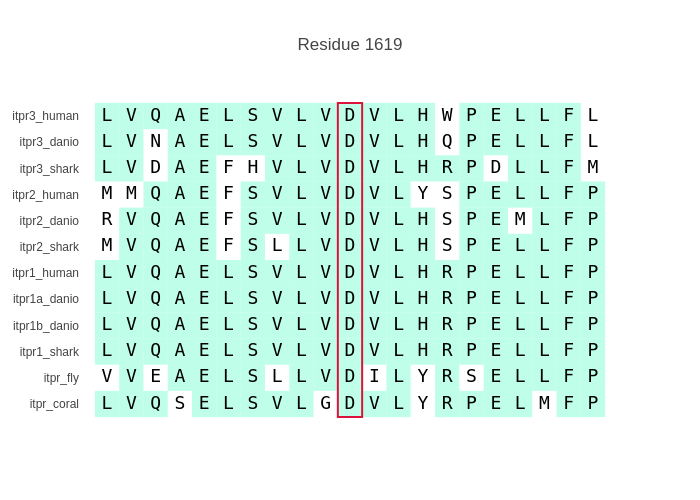 Residue 1619
itpr3_human L V Q A E L S V L V D V L H W P E L L F L
itpr3_danio L V N A E L S V L V D V L H Q P E L L F L
itpr3_shark L V D A E F H V L V D V L H R P D L L F M
itpr2_human M M Q A E F S V L V D V L Y S P E L L F P
itpr2_danio R V Q A E F S V L V D V L H S P E M L F P
itpr2_shark M V Q A E F S L L V D V L H S P E L L F P
itpr1_human L V Q A E L S V L V D V L H R P E L L F P
itpr1a_danio L V Q A E L S V L V D V L H R P E L L F P
itpr1b_danio L V Q A E L S V L V D V L H R P E L L F P
itpr1_shark L V Q A E L S V L V D V L H R P E L L F P
itpr_fly V V E A E L S L L V D I L Y R S E L L F P
itpr_coral L V Q S E L S V L G D V L Y R P E L M F P